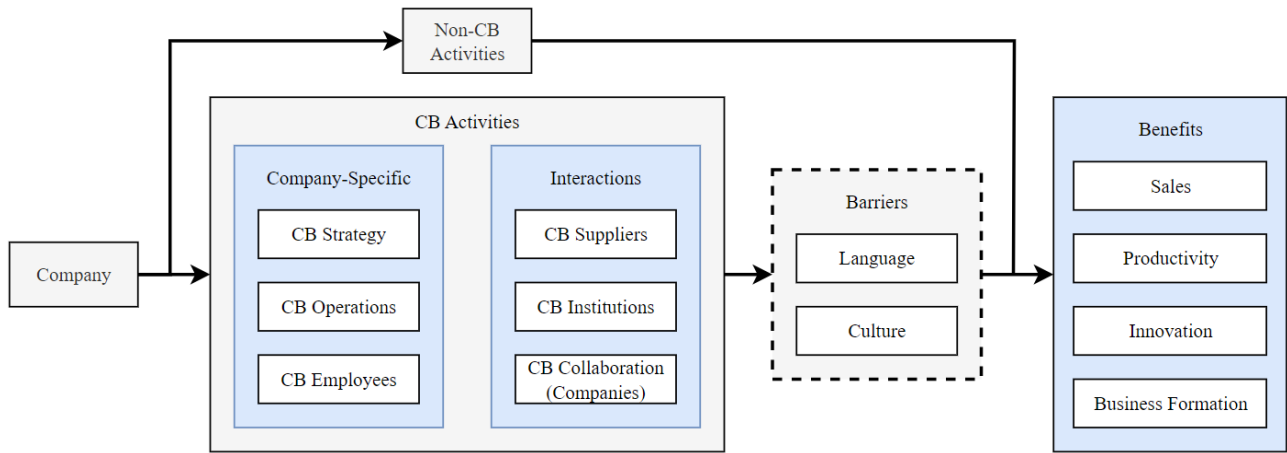 Non-CB
Activities
CB Activities
Company-Specific
CB Strategy
CB Operations
CB Employees
Interactions
CB Suppliers
CB Institutions
CB Collaboration
(Companies)
Company
Barriers
Language
Culture
Benefits
Sales
Productivity
Innovation
Business Formation